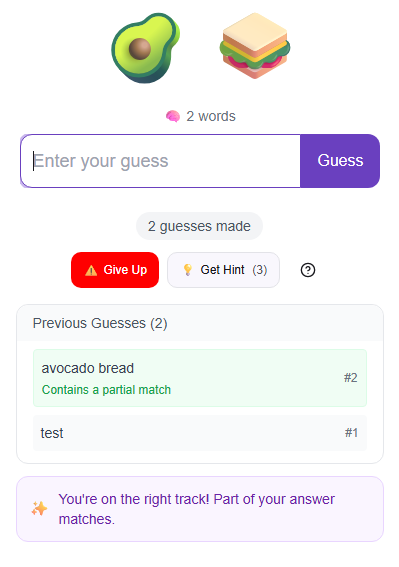 2 words
Enter your guess
Guess
2 guesses made
Give Up
Get Hint (3)
Previous Guesses (2)
avocado bread
Contains a partial match
#2
test
#1
You're on the right track! Part of your answer
matches.